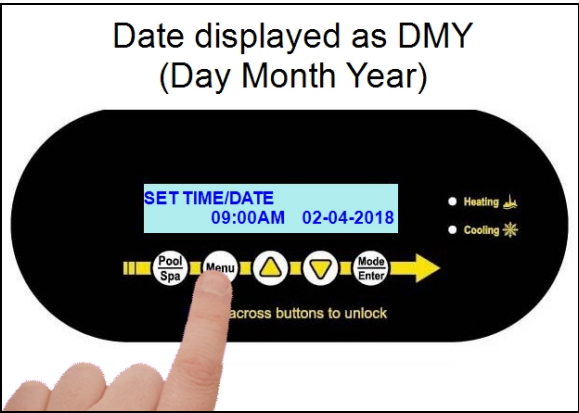 Date displayed as DMY
(Day Month Year)
SET TIME/DATE
09:00AM 02-04-2018
Heating
Cooling
Pool
Spa
Menu
Mode
Enter
across buttons to unlock